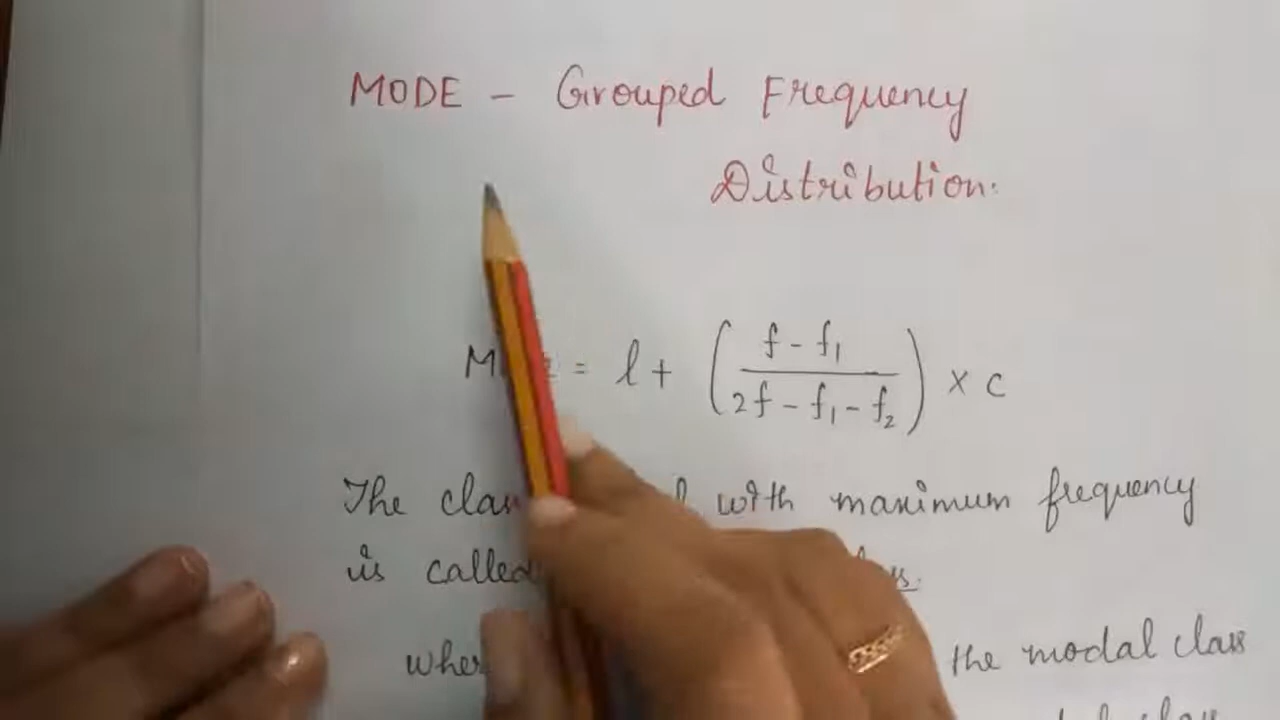 MODE - Grouped Frequency
Distribution.
= l + ( f - f₁ / 2f - f₁ - f₂ ) × c
The with maximum frequency
is called
the modal class